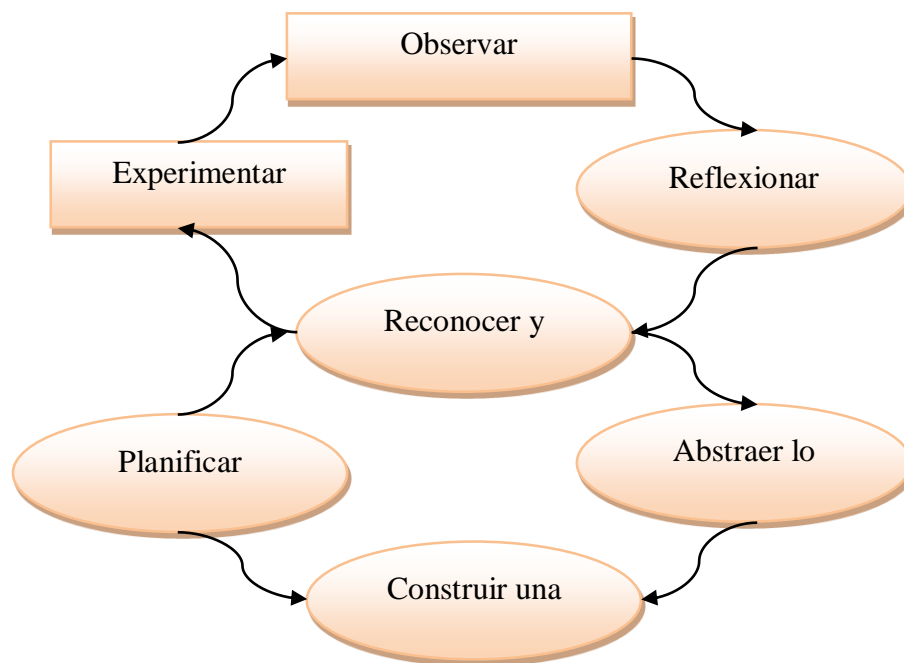 Observar
Experimentar
Reflexionar
Reconocer y
Planificar
Abstraer lo
Construir una